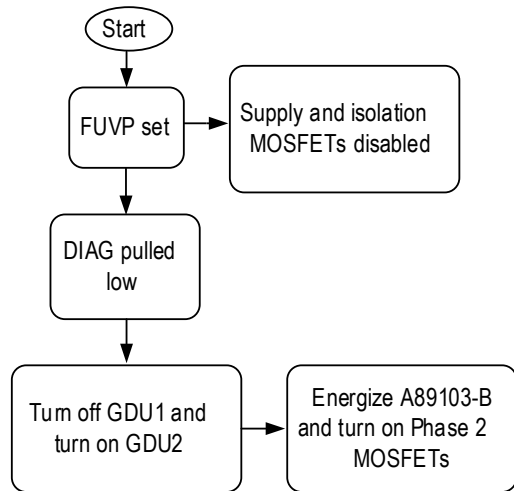 Start
FUVP set
Supply and isolation
MOSFETs disabled
DIAG pulled
low
Turn off GDU1 and
turn on GDU2
Energize A89103-B
and turn on Phase 2
MOSFETs